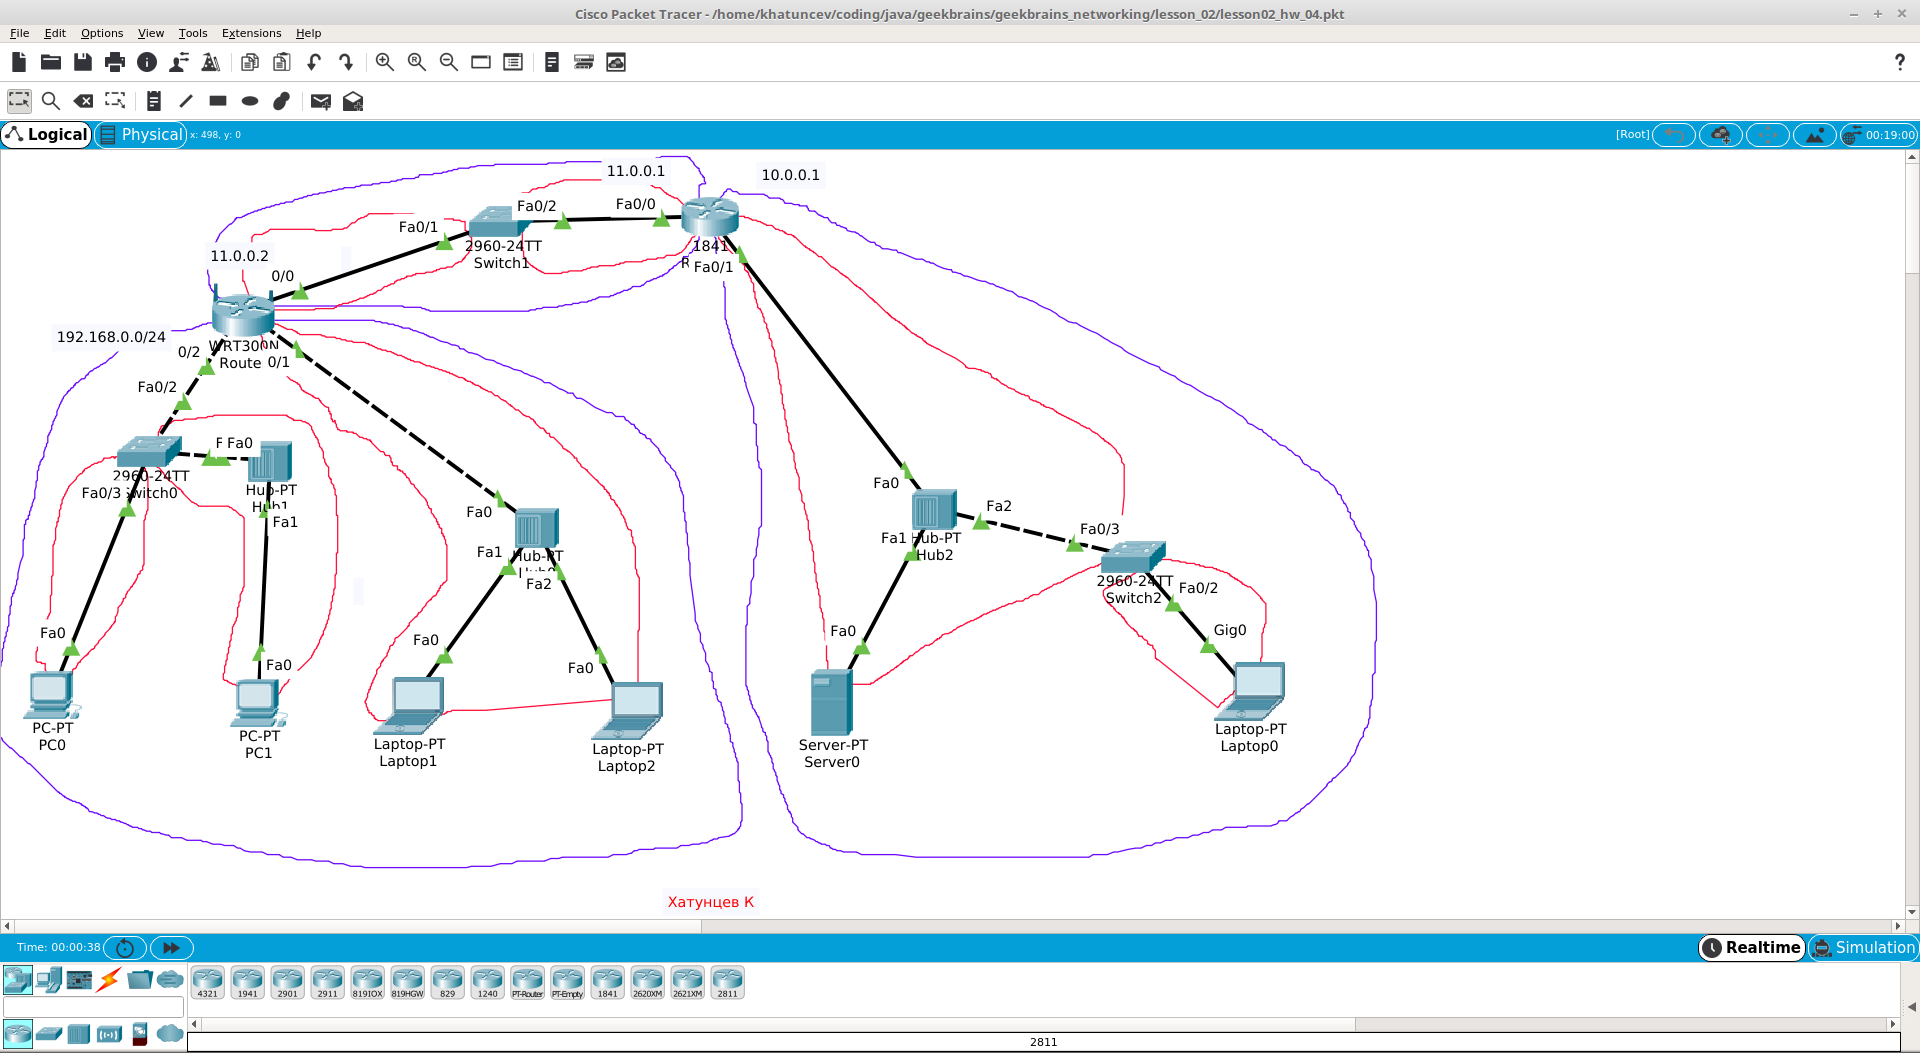 Cisco Packet Tracer - /home/khatuncev/coding/java/geekbrains/geekbrains_networking/lesson_02/lesson02_hw_04.pkt
File Edit Options View Tools Extensions Help
?
Logical Physical x: 498, y: 0 [Root] 00:19:00
11.0.0.1
10.0.0.1
Fa0/2
Fa0/0
Fa0/1
2960-24TT
Switch1
1841
R Fa0/1
11.0.0.2
0/0
192.168.0.0/24
WRT300N
0/2
Route 0/1
Fa0/2
F Fa0
2960-24TT
Fa0/3 witch0
Hub-PT
Hub1
Fa1
Fa0
Fa1 Hub-PT
Fa2
Fa0
Fa2
Fa0/3
Fa1 Hub-PT
Hub2
2960-24TT
Switch2
Fa0/2
Gig0
Fa0
Fa0
Fa0
Fa0
Fa0
PC-PT
PC0
PC-PT
PC1
Laptop-PT
Laptop1
Laptop-PT
Laptop2
Server-PT
Server0
Laptop-PT
Laptop0
Хатунцев К
Time: 00:00:38 Realtime Simulation
4321 1941 2901 2911 819IOX 819HGW 829 1240 PT-Router PT-Empty 1841 2620XM 2621XM 2811
2811